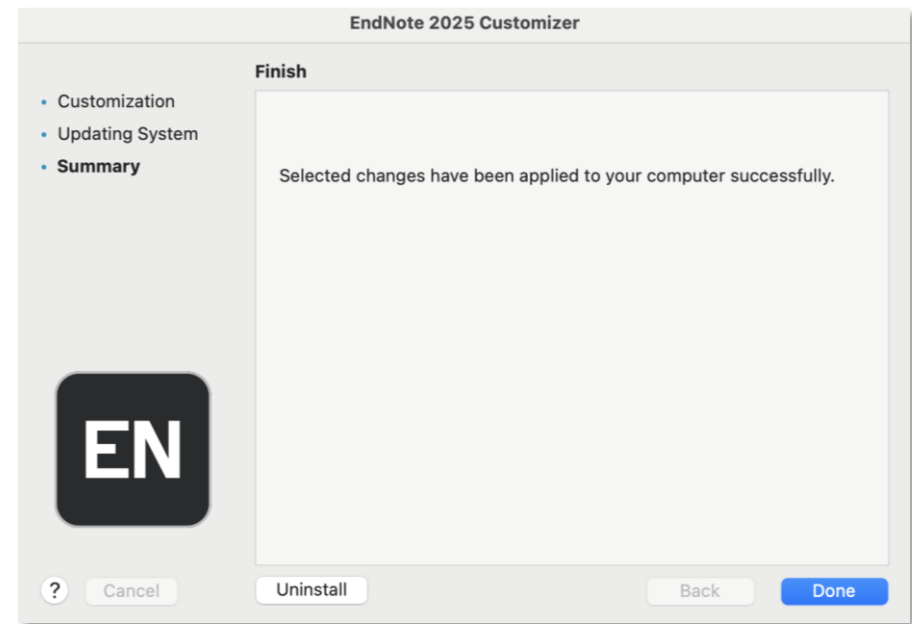 EndNote 2025 Customizer
Finish
• Customization
• Updating System
• Summary
Selected changes have been applied to your computer successfully.
EN
? Cancel Uninstall Back Done